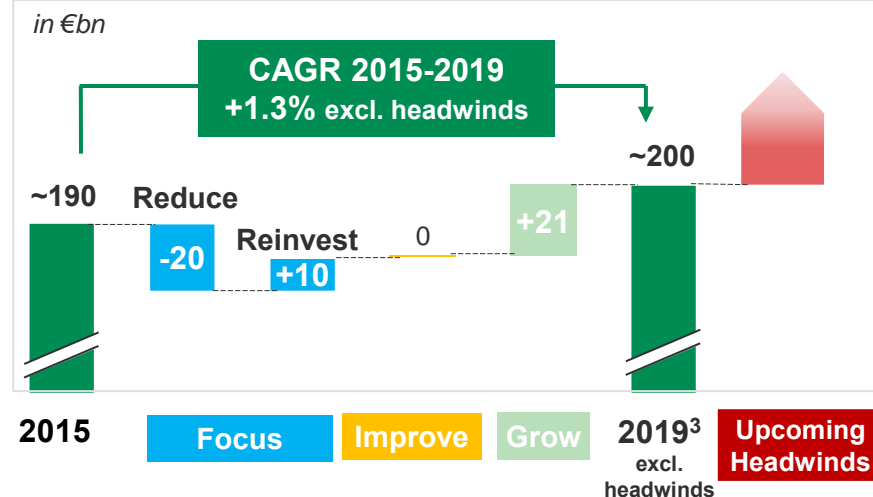 in €bn
CAGR 2015-2019
+1.3% excl. headwinds
~190
Reduce
-20
Reinvest
+10
0
+21
~200
2015
Focus
Improve
Grow
2019³
excl.
headwinds
Upcoming
Headwinds